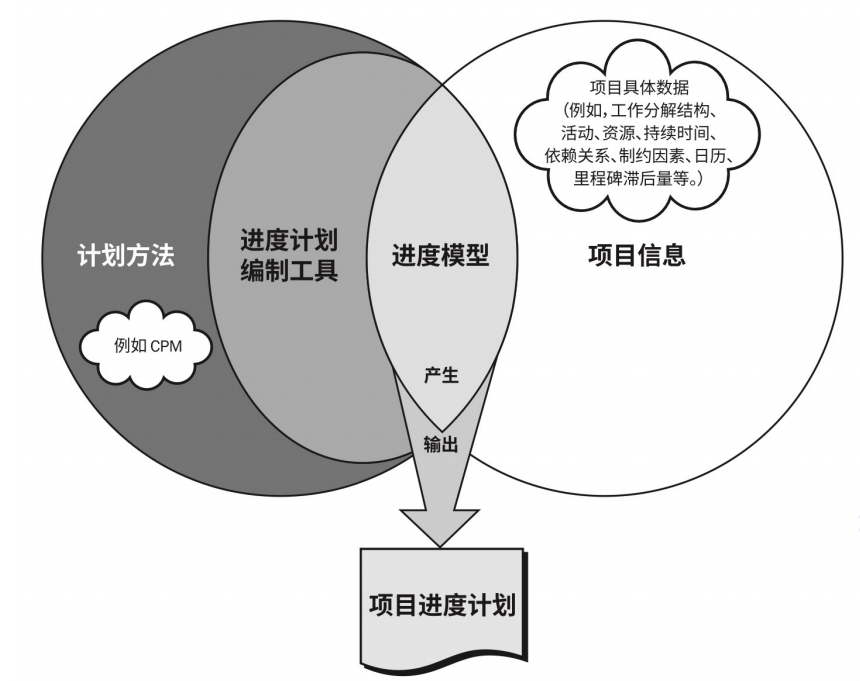 项目具体数据
（例如，工作分解结构、
活动、资源、持续时间、
依赖关系、制约因素、日历、
里程碑滞后量等。）
计划方法
进度计划
编制工具
进度模型
项目信息
例如 CPM
产生
输出
项目进度计划